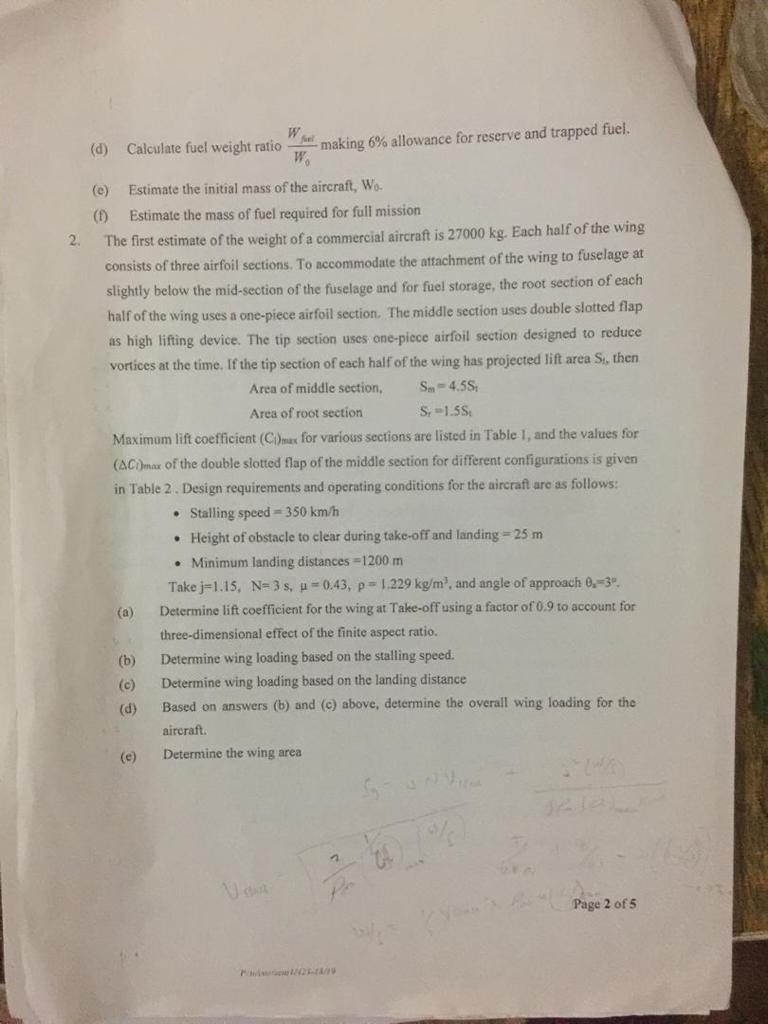 (d) Calculate fuel weight ratio W_fuel / W_0 making 6% allowance for reserve and trapped fuel.
(e) Estimate the initial mass of the aircraft, W₀.
(f) Estimate the mass of fuel required for full mission
2. The first estimate of the weight of a commercial aircraft is 27000 kg. Each half of the wing
consists of three airfoil sections. To accommodate the attachment of the wing to fuselage at
slightly below the mid-section of the fuselage and for fuel storage, the root section of each
half of the wing uses a one-piece airfoil section. The middle section uses double slotted flap
as high lifting device. The tip section uses one-piece airfoil section designed to reduce
vortices at the time. If the tip section of each half of the wing has projected lift area Sₜ, then
Area of middle section, Sₘ = 4.5Sₜ
Area of root section Sᵣ =1.5Sₜ
Maximum lift coefficient (Cₗ)max for various sections are listed in Table 1, and the values for
(ΔCₗ)max of the double slotted flap of the middle section for different configurations is given
in Table 2 . Design requirements and operating conditions for the aircraft are as follows:
• Stalling speed = 350 km/h
• Height of obstacle to clear during take-off and landing = 25 m
• Minimum landing distances =1200 m
Take j=1.15, N= 3 s, μ = 0.43, ρ = 1.229 kg/m³, and angle of approach θₐ=3°.
(a) Determine lift coefficient for the wing at Take-off using a factor of 0.9 to account for
three-dimensional effect of the finite aspect ratio.
(b) Determine wing loading based on the stalling speed.
(c) Determine wing loading based on the landing distance
(d) Based on answers (b) and (c) above, determine the overall wing loading for the
aircraft.
(e) Determine the wing area
Page 2 of 5